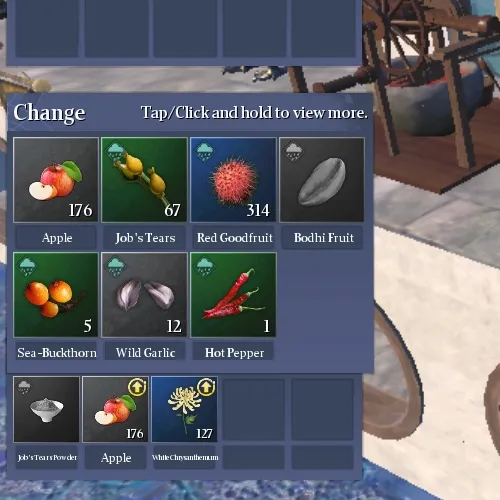 Change Tap/Click and hold to view more.
176 67 314
Apple Job's Tears Red Goodfruit Bodhi Fruit
5 12 1
Sea-Buckthorn Wild Garlic Hot Pepper
176 127
Job's Tears Powder Apple White Chrysanthemum